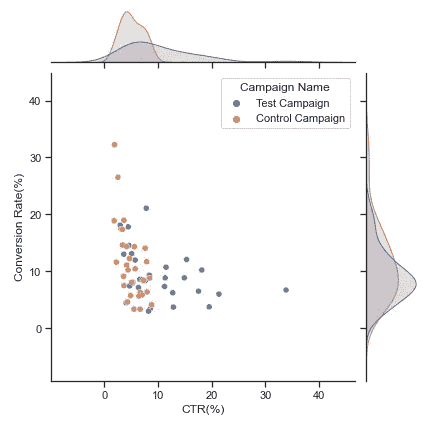 Campaign Name
Test Campaign
Control Campaign
40
30
20
10
0
Conversion Rate(%)
0 10 20 30 40
CTR(%)